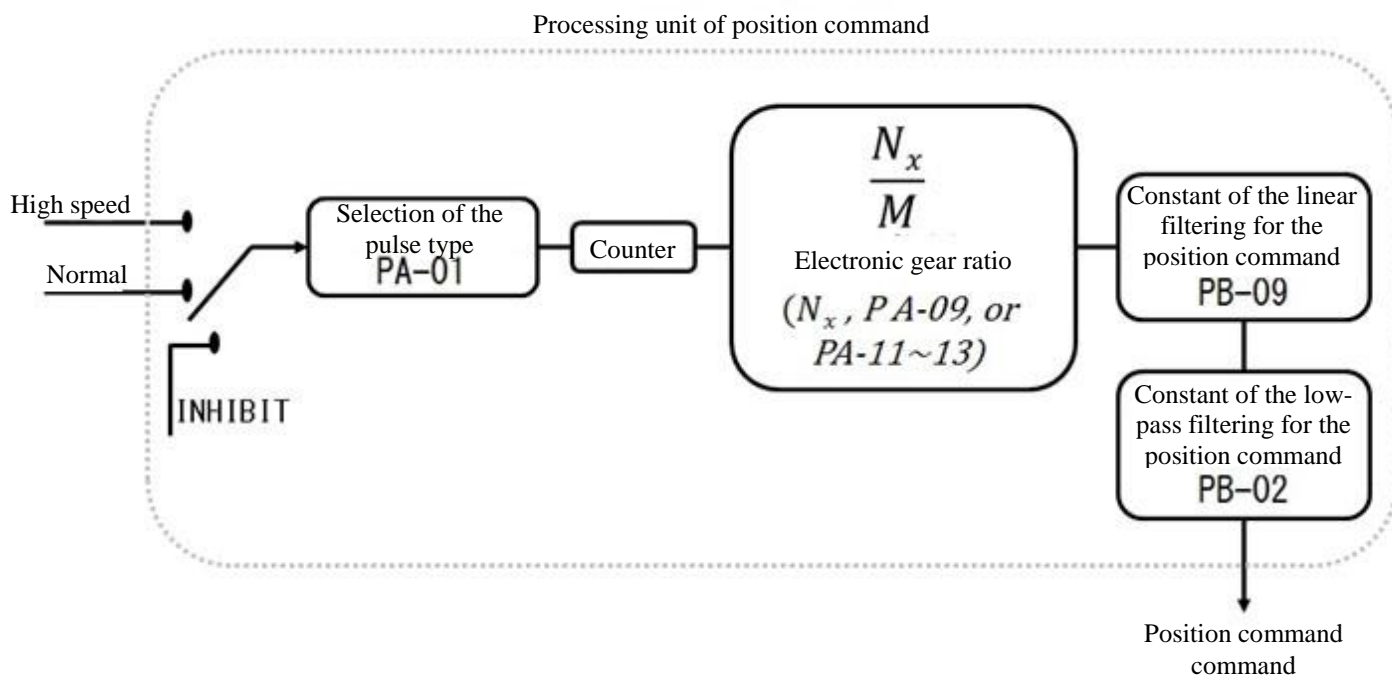 Processing unit of position command
High speed
Normal
INHIBIT
Selection of the
pulse type
PA-01
Counter
N_x
M
Electronic gear ratio
(N_x, PA-09, or
PA-11~13)
Constant of the linear
filtering for the
position command
PB-09
Constant of the low-
pass filtering for the
position command
PB-02
Position command
command